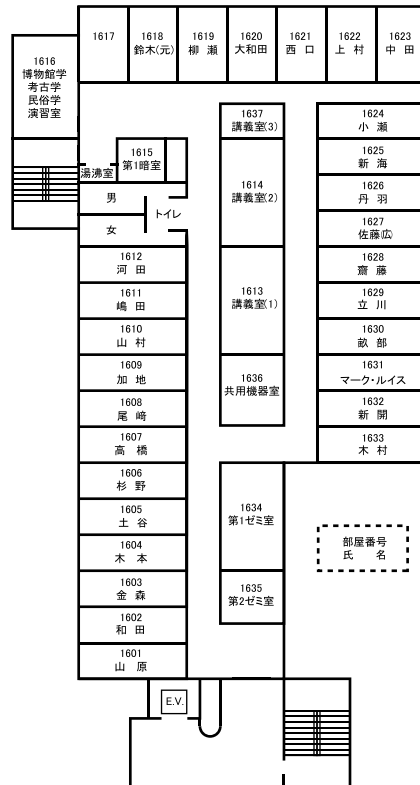 1617
1618
鈴木(元)
1619
柳 瀬
1620
大和田
1621
西 口
1622
上 村
1623
中 田
1616
博物館学
考古学
民俗学
演習室
1615
第1暗室
湯沸室
男
女
トイレ
1637
講義室(3)
1614
講義室(2)
1613
講義室(1)
1636
共用機器室
1624
小 瀬
1625
新 海
1626
丹 羽
1627
佐藤(広)
1628
齋 藤
1629
立 川
1630
畝 部
1631
マーク・ルイス
1632
新 開
1633
木 村
1612
河 田
1611
嶋 田
1610
山 村
1609
加 地
1608
尾 﨑
1607
高 橋
1606
杉 野
1605
土 谷
1604
木 本
1603
金 森
1602
和 田
1601
山 原
1634
第1ゼミ室
1635
第2ゼミ室
部屋番号
氏 名
E.V.